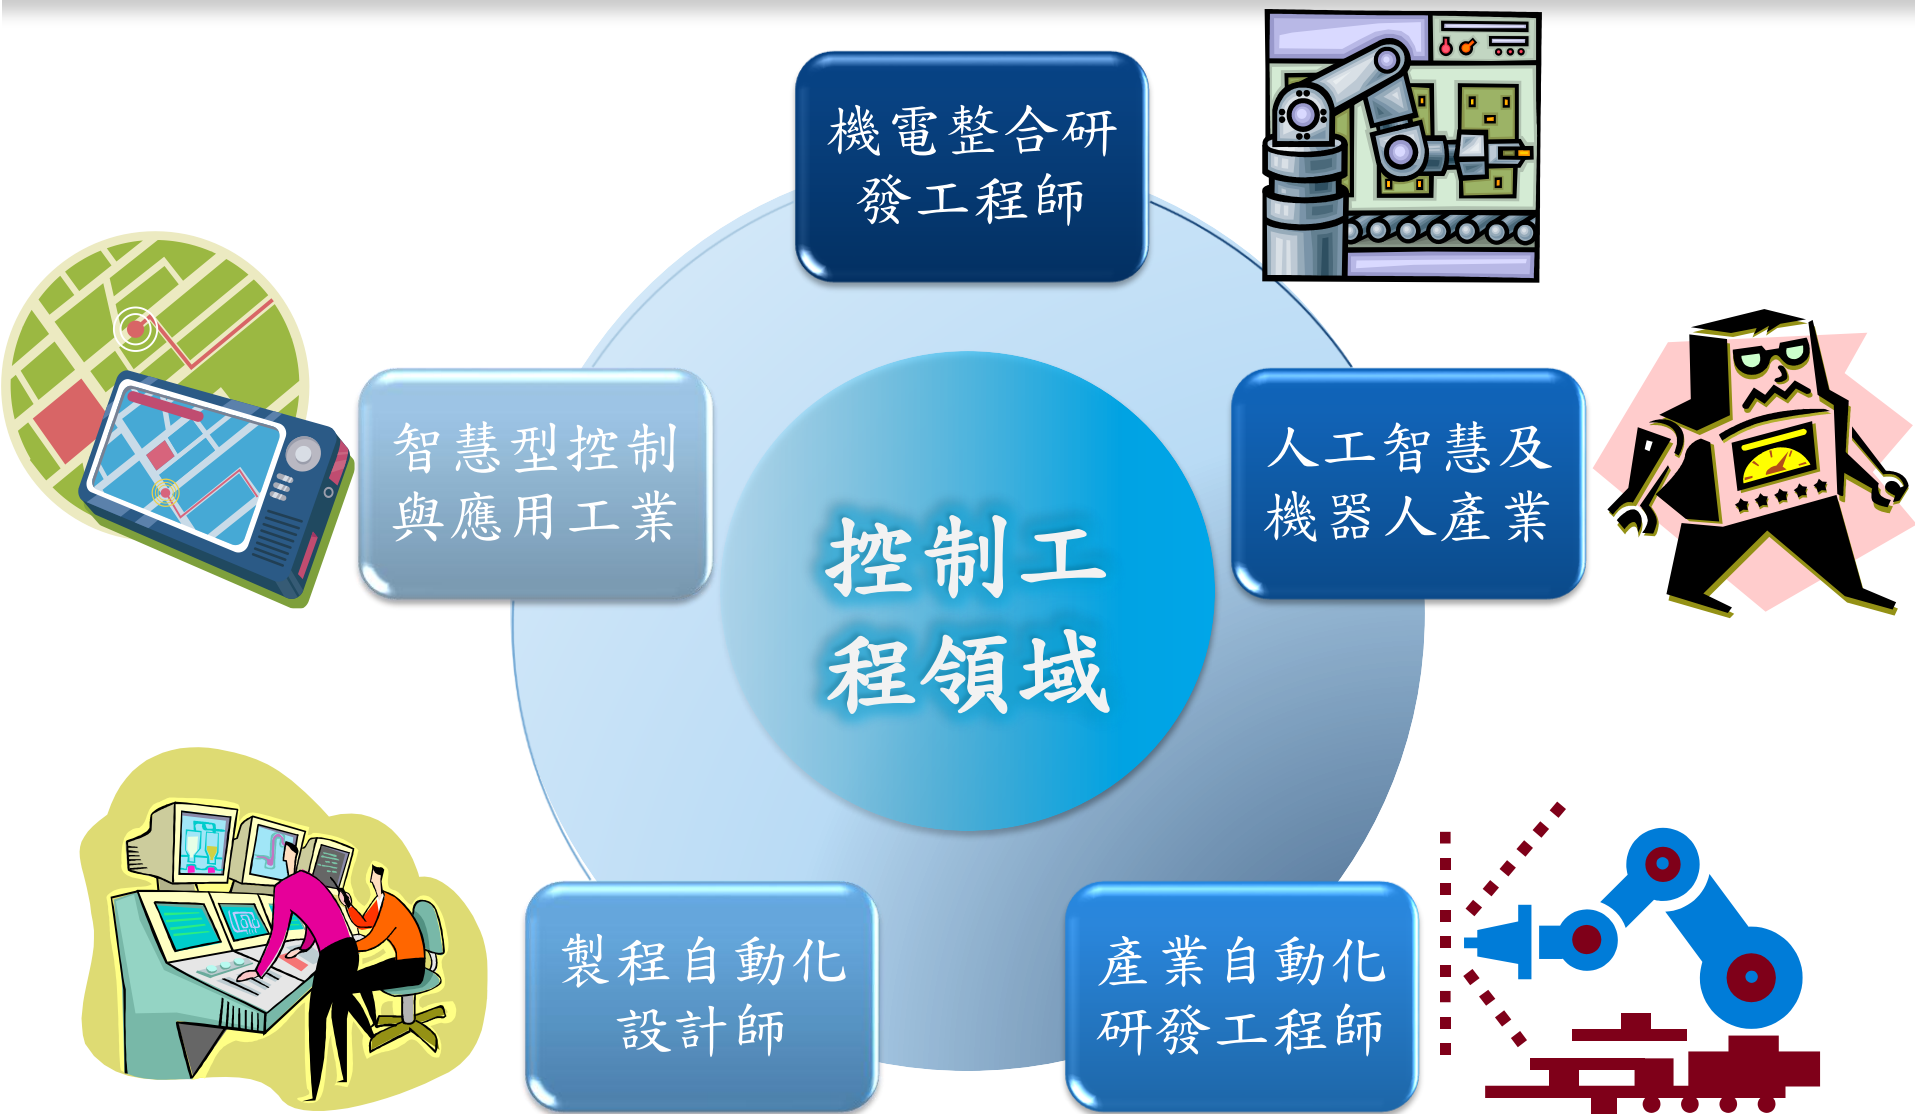 機電整合研
發工程師
智慧型控制
與應用工業
人工智慧及
機器人產業
控制工
程領域
製程自動化
設計師
產業自動化
研發工程師